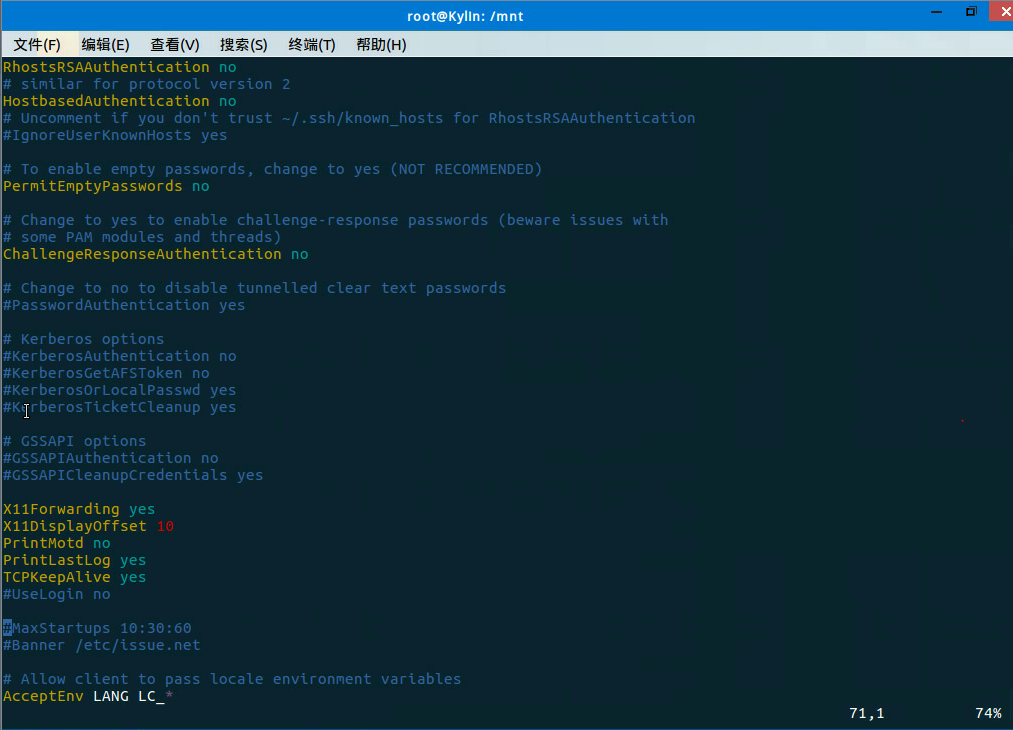 root@Kylin: /mnt
文件(F) 编辑(E) 查看(V) 搜索(S) 终端(T) 帮助(H)
RhostsRSAAuthentication no
# similar for protocol version 2
HostbasedAuthentication no
# Uncomment if you don't trust ~/.ssh/known_hosts for RhostsRSAAuthentication
#IgnoreUserKnownHosts yes
# To enable empty passwords, change to yes (NOT RECOMMENDED)
PermitEmptyPasswords no
# Change to yes to enable challenge-response passwords (beware issues with
# some PAM modules and threads)
ChallengeResponseAuthentication no
# Change to no to disable tunnelled clear text passwords
#PasswordAuthentication yes
# Kerberos options
#KerberosAuthentication no
#KerberosGetAFSToken no
#KerberosOrLocalPasswd yes
#KerberosTicketCleanup yes
# GSSAPI options
#GSSAPIAuthentication no
#GSSAPICleanupCredentials yes
X11Forwarding yes
X11DisplayOffset 10
PrintMotd no
PrintLastLog yes
TCPKeepAlive yes
#UseLogin no
#MaxStartups 10:30:60
#Banner /etc/issue.net
# Allow client to pass locale environment variables
AcceptEnv LANG LC_*
71,1 74%